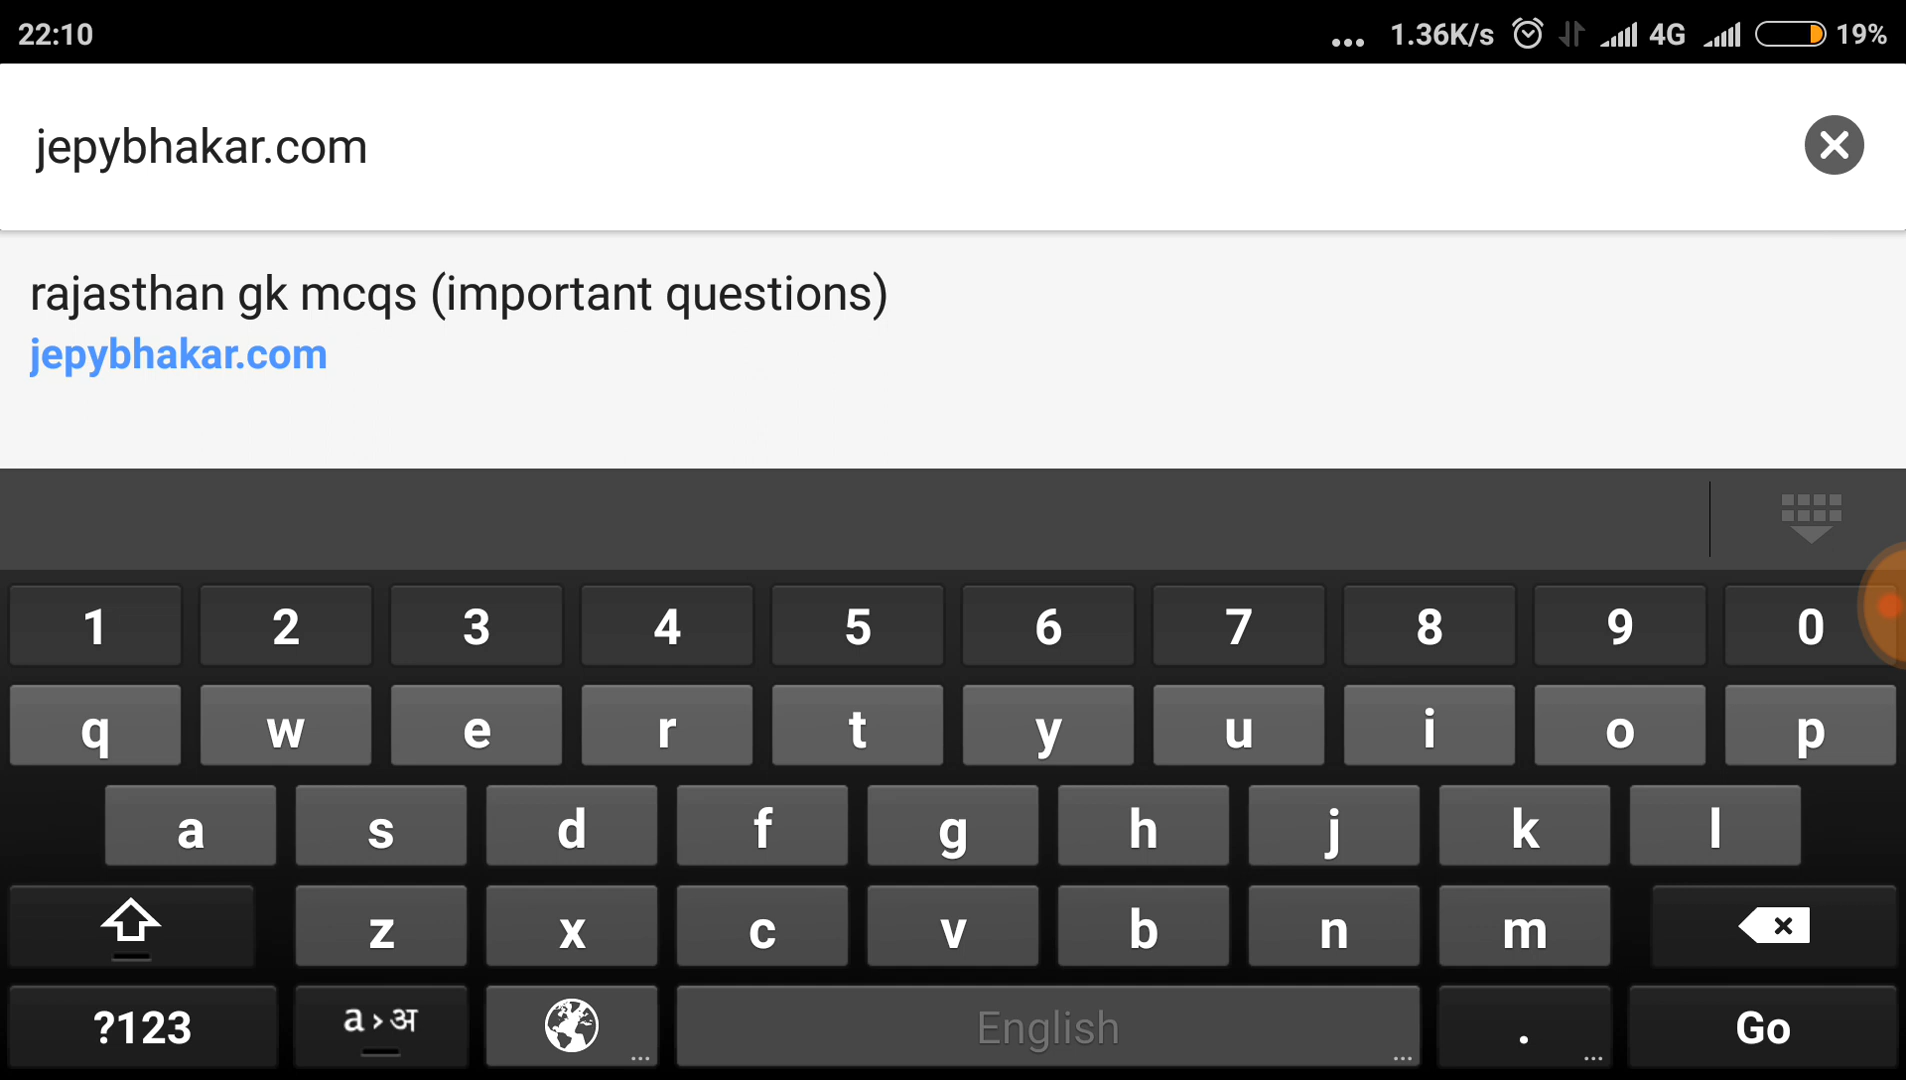 22:10 ... 1.36K/s 4G 19%
jepybhakar.com
rajasthan gk mcqs (important questions)
jepybhakar.com
1 2 3 4 5 6 7 8 9 0
q w e r t y u i o p
a s d f g h j k l
z x c v b n m
?123 a>अ ... English ... . ... Go